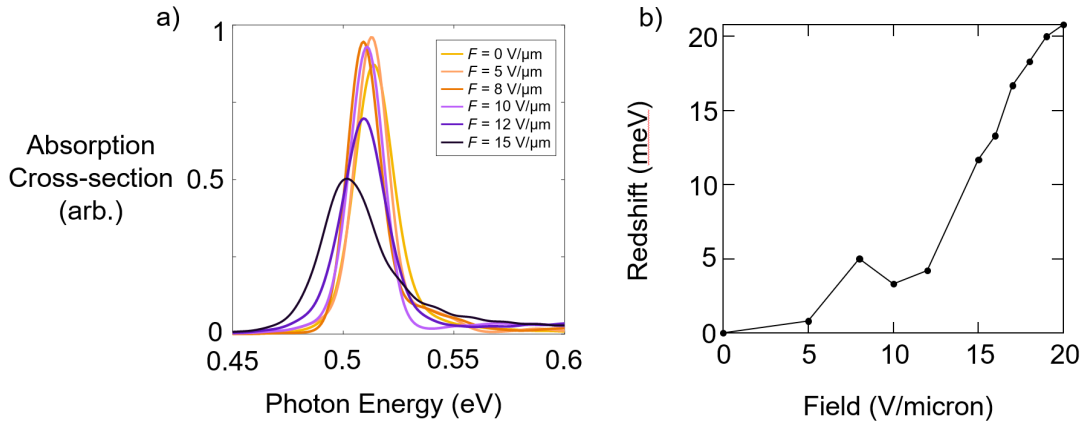 a)
1
0.5
0
Absorption
Cross-section
(arb.)
F = 0 V/µm
F = 5 V/µm
F = 8 V/µm
F = 10 V/µm
F = 12 V/µm
F = 15 V/µm
0.45
0.5
0.55
0.6
Photon Energy (eV)
b)
20
15
10
5
0
Redshift (meV)
0
5
10
15
20
Field (V/micron)